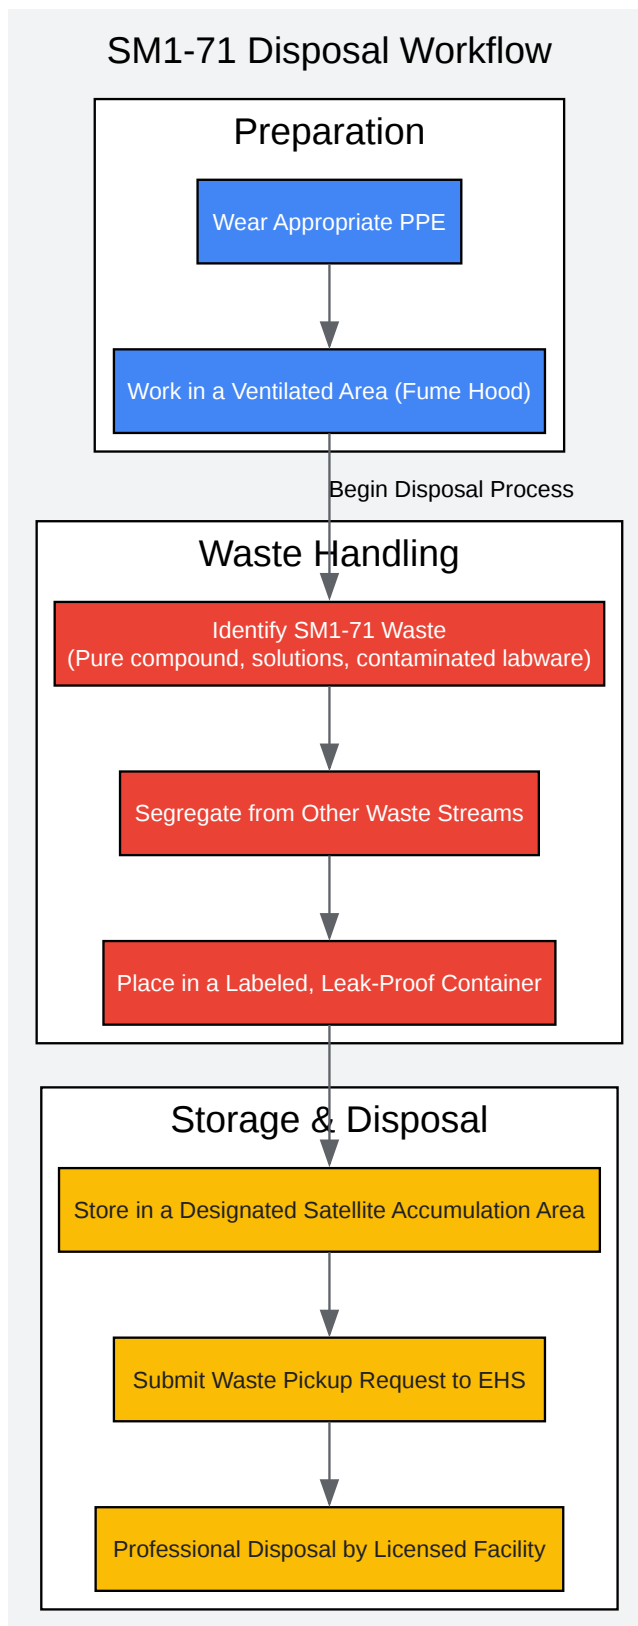 SM1-71 Disposal Workflow
Preparation
Wear Appropriate PPE
Work in a Ventilated Area (Fume Hood)
Begin Disposal Process
Waste Handling
Identify SM1-71 Waste
(Pure compound, solutions, contaminated labware)
Segregate from Other Waste Streams
Place in a Labeled, Leak-Proof Container
Storage & Disposal
Store in a Designated Satellite Accumulation Area
Submit Waste Pickup Request to EHS
Professional Disposal by Licensed Facility